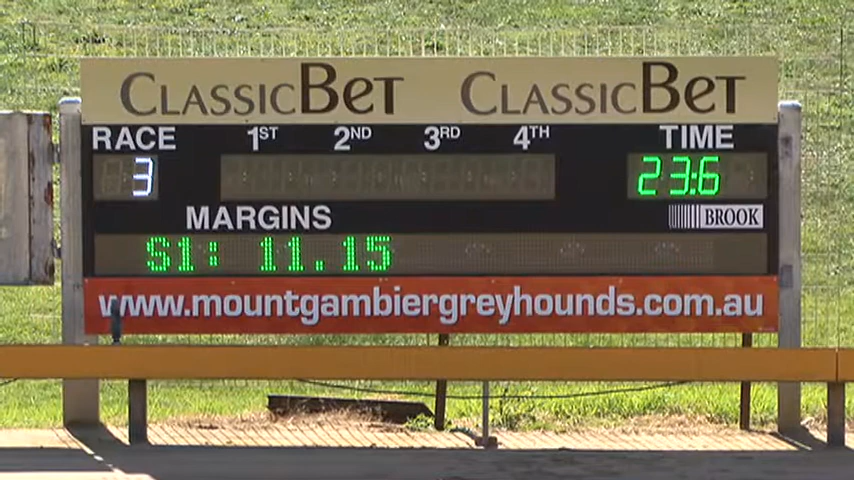 CLASSICBET CLASSICBET
RACE 1ST 2ND 3RD 4TH TIME
3 23:6
MARGINS BROOK
S1: 11.15
www.mountgambiergreyhounds.com.au